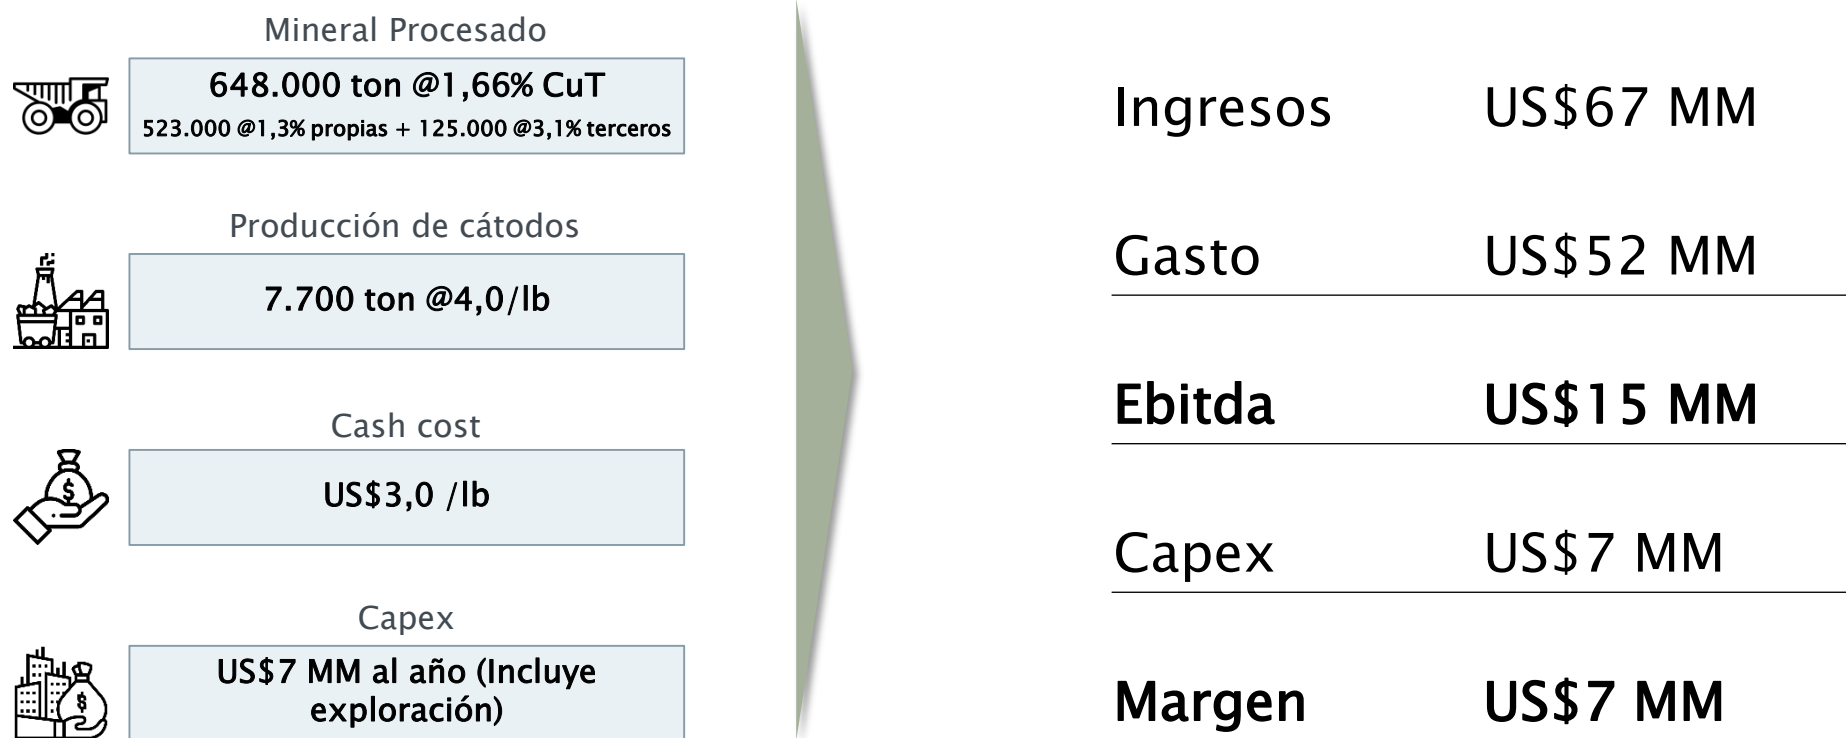 Mineral Procesado
648.000 ton @1,66% CuT
523.000 @1,3% propias + 125.000 @3,1% terceros
Producción de cátodos
7.700 ton @4,0/lb
Cash cost
US$3,0 /lb
Capex
US$7 MM al año (Incluye
exploración)
Ingresos US$67 MM
Gasto US$52 MM
Ebitda US$15 MM
Capex US$7 MM
Margen US$7 MM